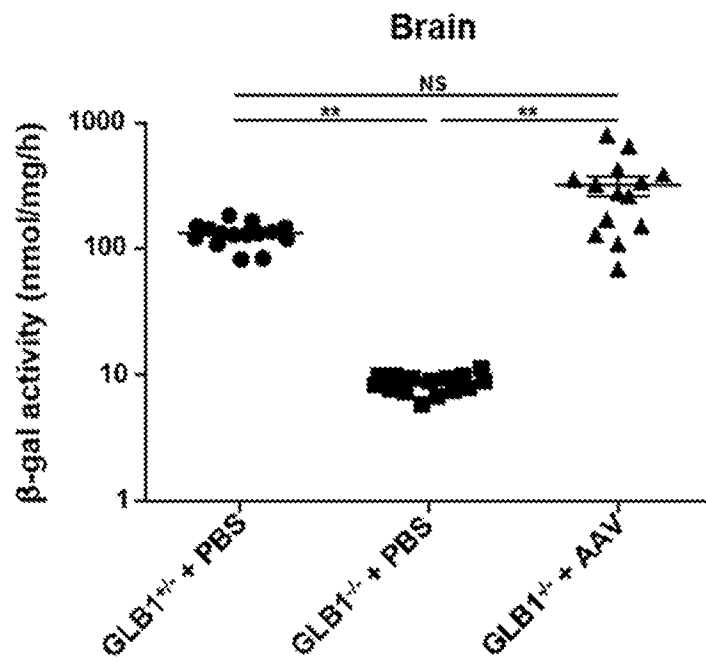 Brain
NS
** **
1000
100
10
1
β-gal activity (nmol/mg/h)
GLB1+/- + PBS
GLB1-/- + PBS
GLB1-/- + AAV